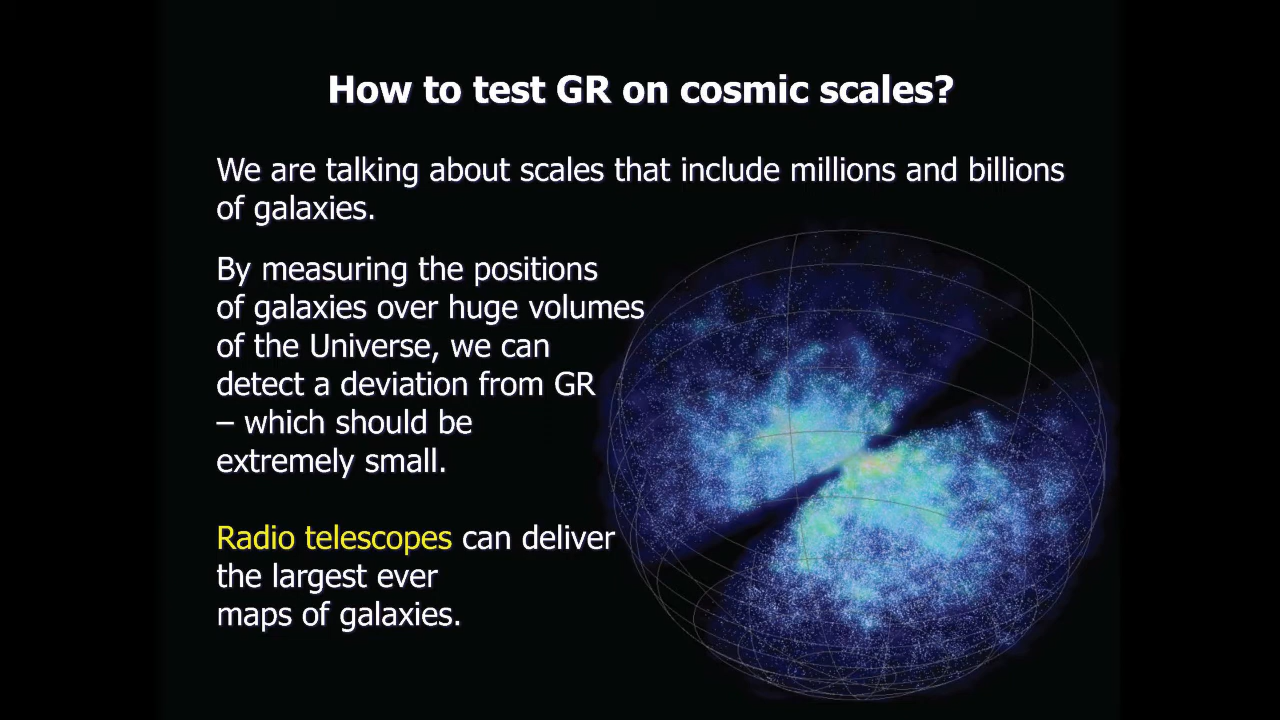 How to test GR on cosmic scales?
We are talking about scales that include millions and billions
of galaxies.
By measuring the positions
of galaxies over huge volumes
of the Universe, we can
detect a deviation from GR
– which should be
extremely small.
Radio telescopes can deliver
the largest ever
maps of galaxies.